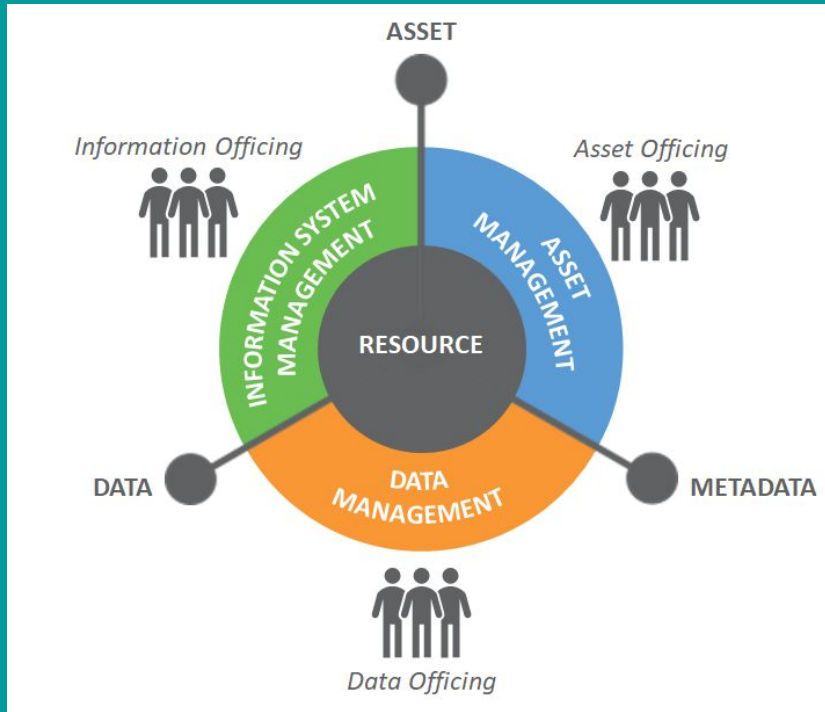 ASSET
Information Officing
Asset Officing
INFORMATION SYSTEM
MANAGEMENT
ASSET
MANAGEMENT
RESOURCE
DATA
DATA
MANAGEMENT
METADATA
Data Officing